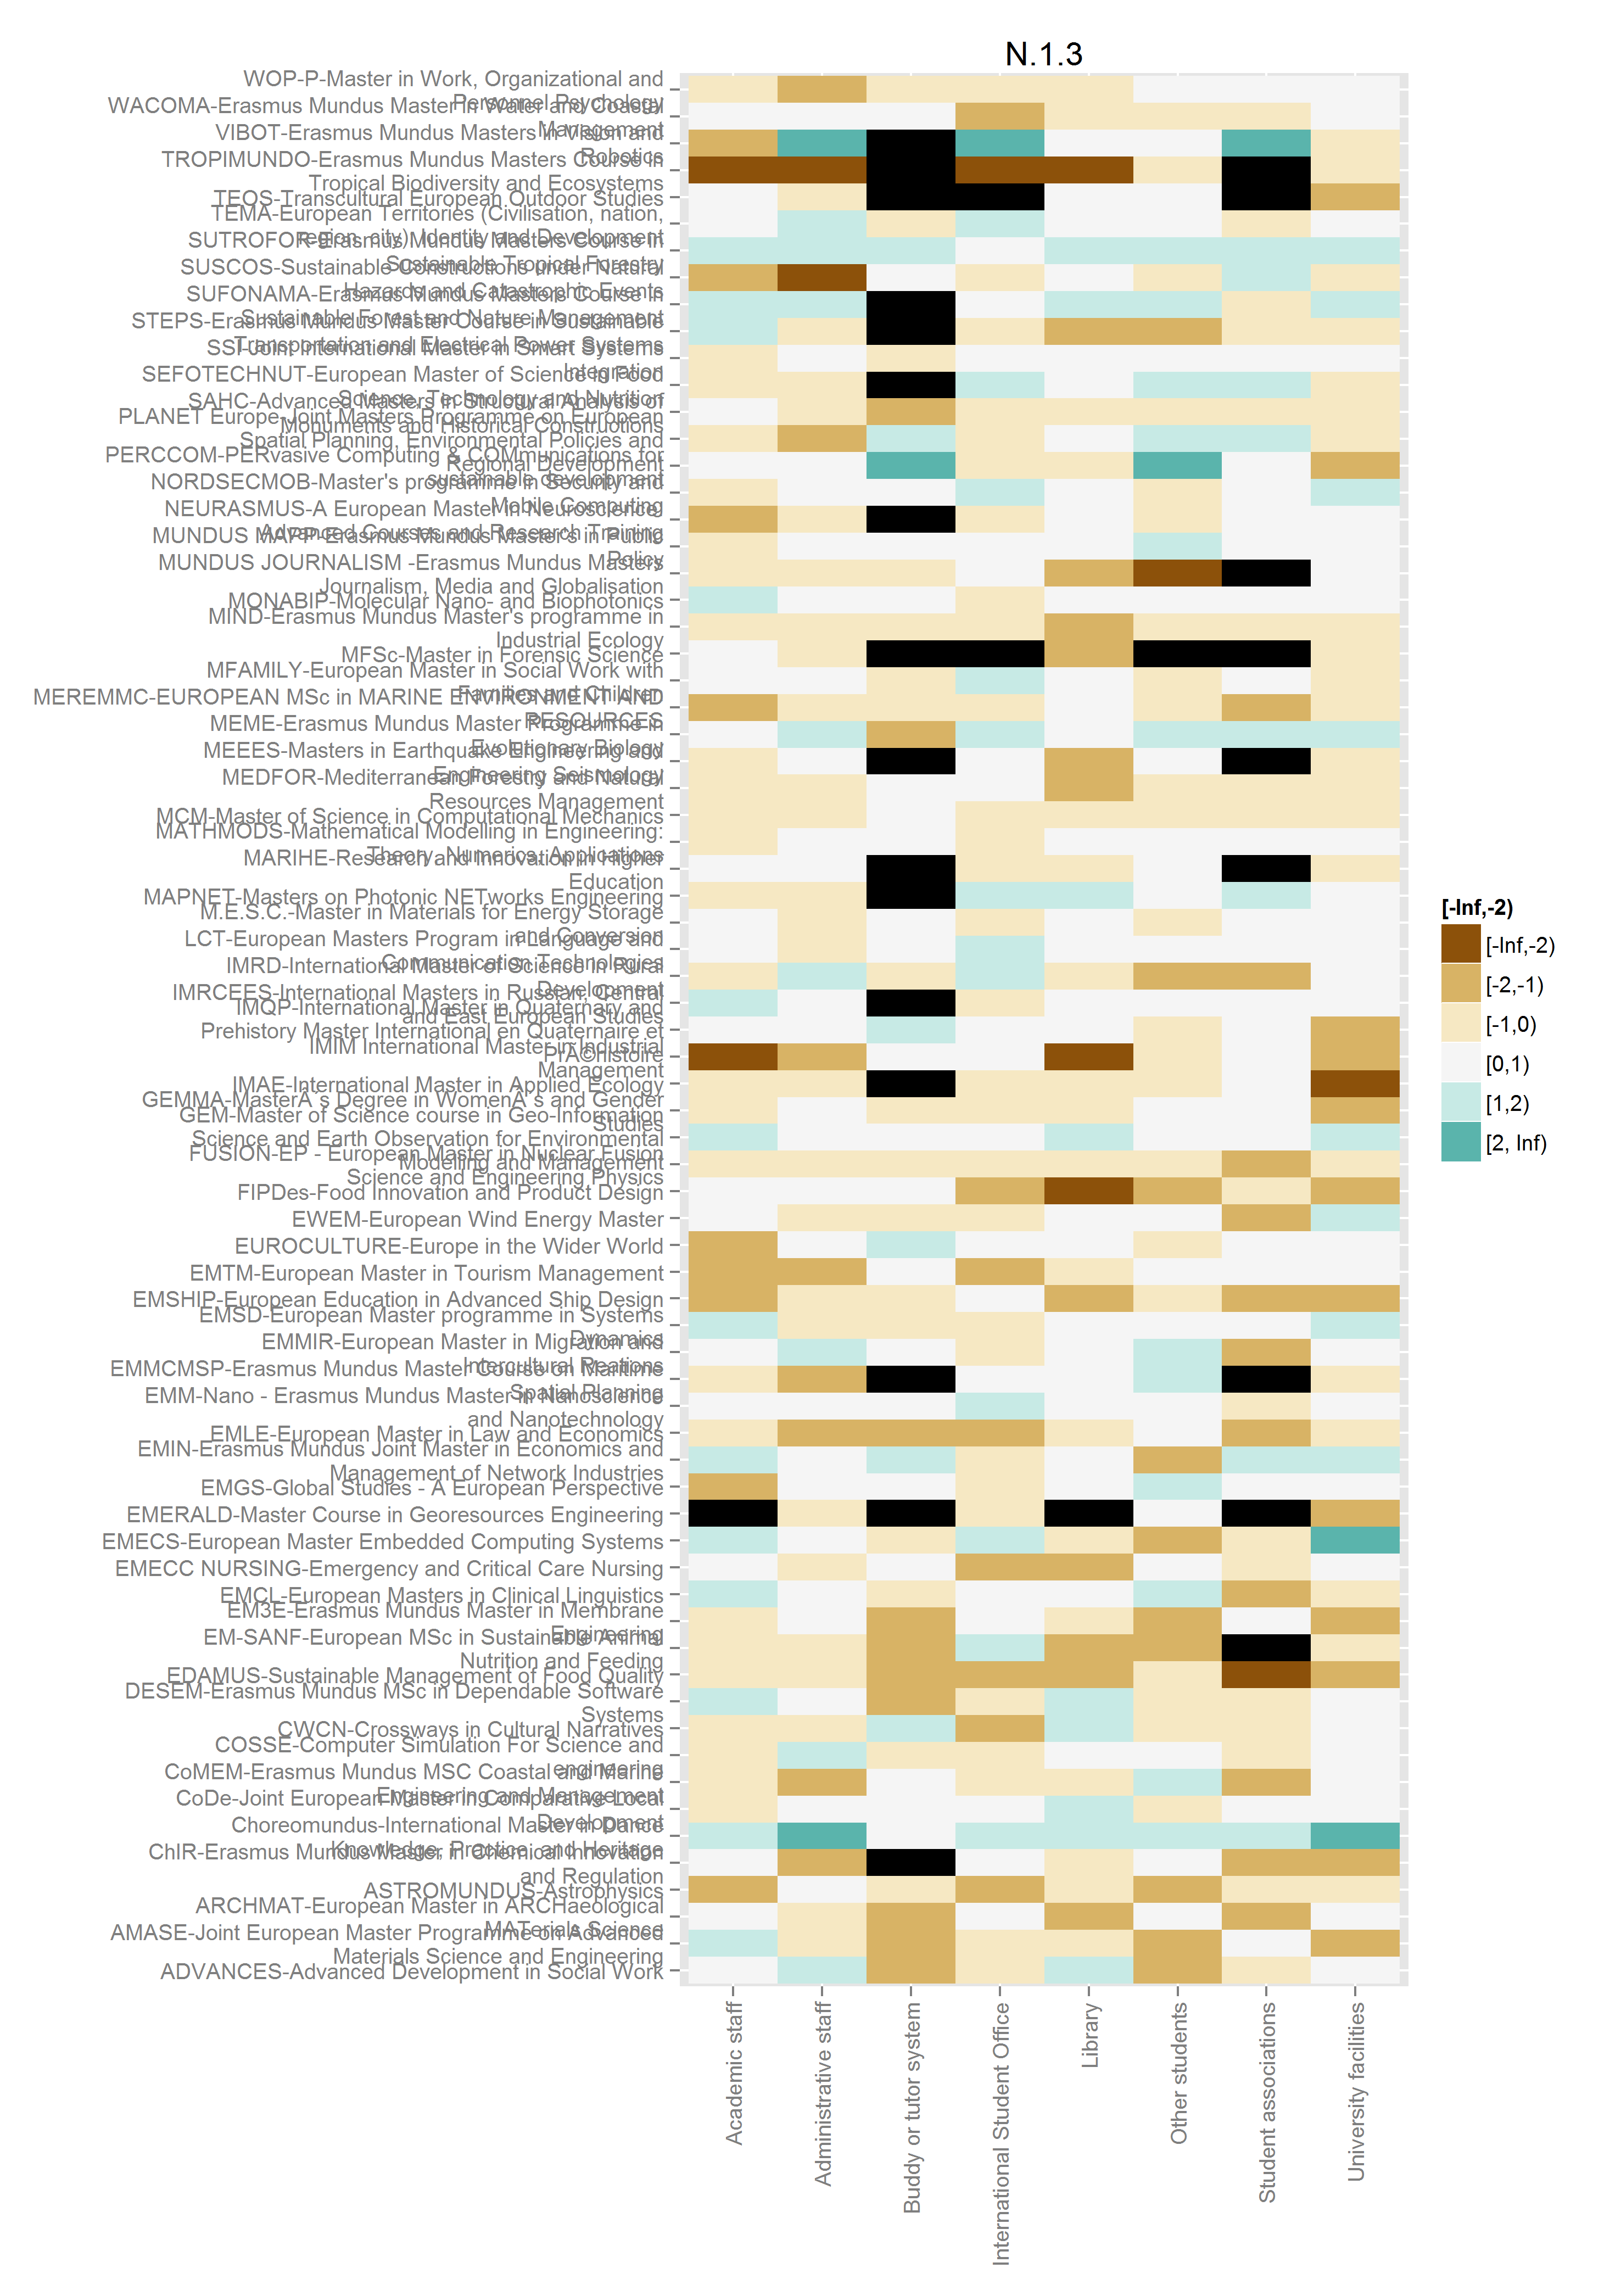 N.1.3
WOP-P-Master in Work, Organizational and
Personnel Psychology
WACOMA-Erasmus Mundus Master in Water and Coastal
Management
VIBOT-Erasmus Mundus Masters in Vision and
Robotics
TROPIMUNDO-Erasmus Mundus Masters Course in
Tropical Biodiversity and Ecosystems
TEOS-Transcultural European Outdoor Studies
TEMA-European Territories (Civilisation, nation,
region, city): Identity and Development
SUTROFOR-Erasmus Mundus Masters Course in
Sustainable Tropical Forestry
SUSCOS-Sustainable Constructions under Natural
Hazards and Catastrophic Events
SUFONAMA-Erasmus Mundus Masters Course in
Sustainable Forest and Nature Management
STEPS-Erasmus Mundus Master Course in Sustainable
Transportation and Electrical Power Systems
SSI-Joint International Master in Smart Systems
Integration
SEFOTECHNUT-European Master of Science in Food
Science, Technology and Nutrition
SAHC-Advanced Masters in Structural Analysis of
Monuments and Historical Constructions
PLANET Europe-Joint Masters Programme on European
Spatial Planning, Environmental Policies and
Regional Development
PERCCOM-PERvasive Computing & COMmunications for
sustainable development
NORDSECMOB-Master's programme in Security and
Mobile Computing
NEURASMUS-A European Master in Neuroscience:
Advanced Courses and Research Training
MUNDUS MAPP-Erasmus Mundus Master's in Public
Policy
MUNDUS JOURNALISM -Erasmus Mundus Masters
Journalism, Media and Globalisation
MONABIP-Molecular Nano- and Biophotonics
MIND-Erasmus Mundus Master's programme in
Industrial Ecology
MFSc-Master in Forensic Science
MFAMILY-European Master in Social Work with
Families and Children
MEREMMC-EUROPEAN MSc in MARINE ENVIRONMENT AND
RESOURCES
MEME-Erasmus Mundus Master Programme in
Evolutionary Biology
MEEES-Masters in Earthquake Engineering and
Engineering Seismology
MEDFOR-Mediterranean Forestry and Natural
Resources Management
MCM-Master of Science in Computational Mechanics
MATHMODS-Mathematical Modelling in Engineering:
Theory, Numerics, Applications
MARIHE-Research and Innovation in Higher
Education
MAPNET-Masters on Photonic NETworks Engineering
M.E.S.C.-Master in Materials for Energy Storage
and Conversion
LCT-European Masters Program in Language and
Communication Technologies
IMRD-International Master of Science in Rural
Development
IMRCEES-International Masters in Russian, Central
and East European Studies
IMQP-International Master in Quaternary and
Prehistory Master International en Quaternaire et
PrÃ©histoire
IMIM International Master in Industrial
Management
IMAE-International Master in Applied Ecology
GEMMA-MasterÂ´s Degree in WomenÂ´s and Gender
Studies
GEM-Master of Science course in Geo-Information
Science and Earth Observation for Environmental
Modelling and Management
FUSION-EP - European Master in Nuclear Fusion
Science and Engineering Physics
FIPDes-Food Innovation and Product Design
EWEM-European Wind Energy Master
EUROCULTURE-Europe in the Wider World
EMTM-European Master in Tourism Management
EMSHIP-European Education in Advanced Ship Design
EMSD-European Master programme in Systems
Dynamics
EMMIR-European Master in Migration and
Intercultural Reations
EMMCMSP-Erasmus Mundus Master Course on Maritime
Spatial Planning
EMM-Nano - Erasmus Mundus Master in Nanoscience
and Nanotechnology
EMLE-European Master in Law and Economics
EMIN-Erasmus Mundus Joint Master in Economics and
Management of Network Industries
EMGS-Global Studies - A European Perspective
EMERALD-Master Course in Georesources Engineering
EMECS-European Master Embedded Computing Systems
EMECC NURSING-Emergency and Critical Care Nursing
EMCL-European Masters in Clinical Linguistics
EM3E-Erasmus Mundus Master in Membrane
Engineering
EM-SANF-European MSc in Sustainable Animal
Nutrition and Feeding
EDAMUS-Sustainable Management of Food Quality
DESEM-Erasmus Mundus MSc in Dependable Software
Systems
CWCN-Crossways in Cultural Narratives
COSSE-Computer Simulation For Science and
engineering
CoMEM-Erasmus Mundus MSC Coastal and Marine
Engineering and Management
CoDe-Joint European Master in Comparative Local
Development
Choreomundus-International Master in Dance
Knowledge, Practice, and Heritage
ChIR-Erasmus Mundus Master in Chemical Innovation
and Regulation
ASTROMUNDUS-Astrophysics
ARCHMAT-European Master in ARCHaeological
MATerials Science
AMASE-Joint European Master Programme on Advanced
Materials Science and Engineering
ADVANCES-Advanced Development in Social Work
Academic staff
Administrative staff
Buddy or tutor system
International Student Office
Library
Other students
Student associations
University facilities
[-Inf,-2)
[-Inf,-2)
[-2,-1)
[-1,0)
[0,1)
[1,2)
[2, Inf)